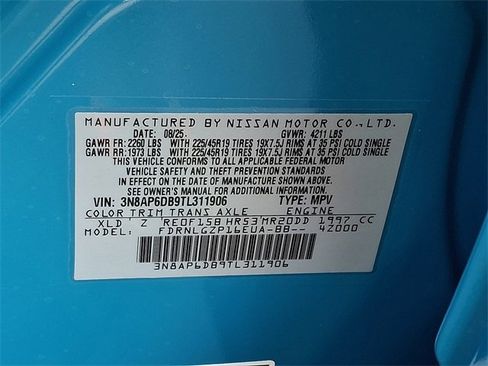 MANUFACTURED BY NISSAN MOTOR CO.,LTD.
DATE: 08/25 GVWR: 4211 LBS
GAWR FR: 2260 LBS WITH 225/45R19 TIRES 19X7.5J RIMS AT 35 PSI COLD TIRE
GAWR RR: 1973 LBS WITH 225/45R19 TIRES 19X7.5J RIMS AT 35 PSI COLD TIRE
THIS VEHICLE CONFORMS TO ALL APPLICABLE FEDERAL MOTOR
VEHICLE SAFETY AND THEFT PREVENTION STANDARDS
IN EFFECT ON THE DATE OF MANUFACTURE SHOWN ABOVE.
SEE OWNER'S MANUAL FOR ADDITIONAL INFORMATION.
VIN: 3N8AP6DB9TL311906 TYPE: MPV
COLOR TRIM TRANS AXLE ENGINE
XLD Z RE0F15B HR53 MR20DD 1997 CC
MODEL: FDRNLGZP16EUA-BB-- 4Z000
3N8AP6DB9TL311906